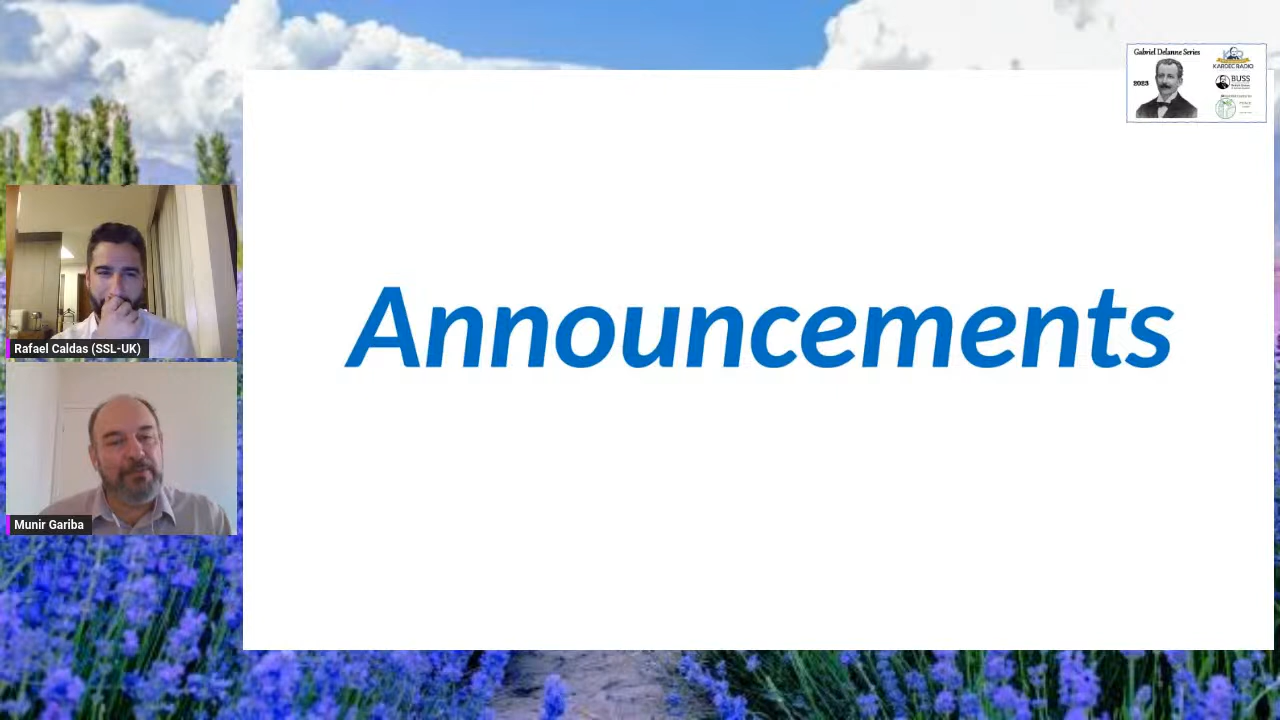 Gabriel Delanne Series
2023
KARDEC RADIO
BUSS
Rafael Caldas (SSL-UK)
Munir Gariba
Announcements